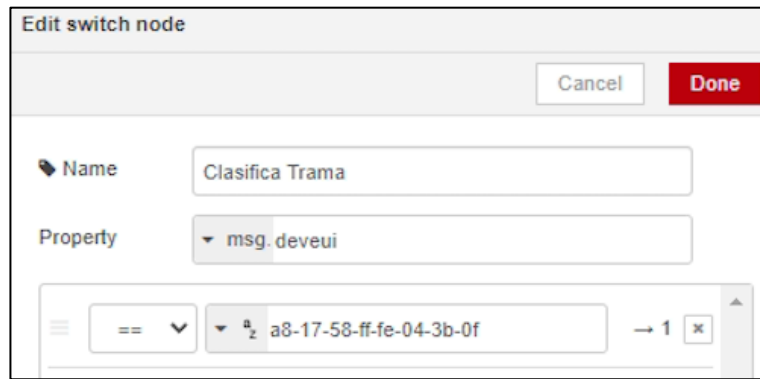 Edit switch node
Cancel Done
Name Clasifica Trama
Property msg. deveui
== a z a8-17-58-ff-fe-04-3b-0f → 1 x